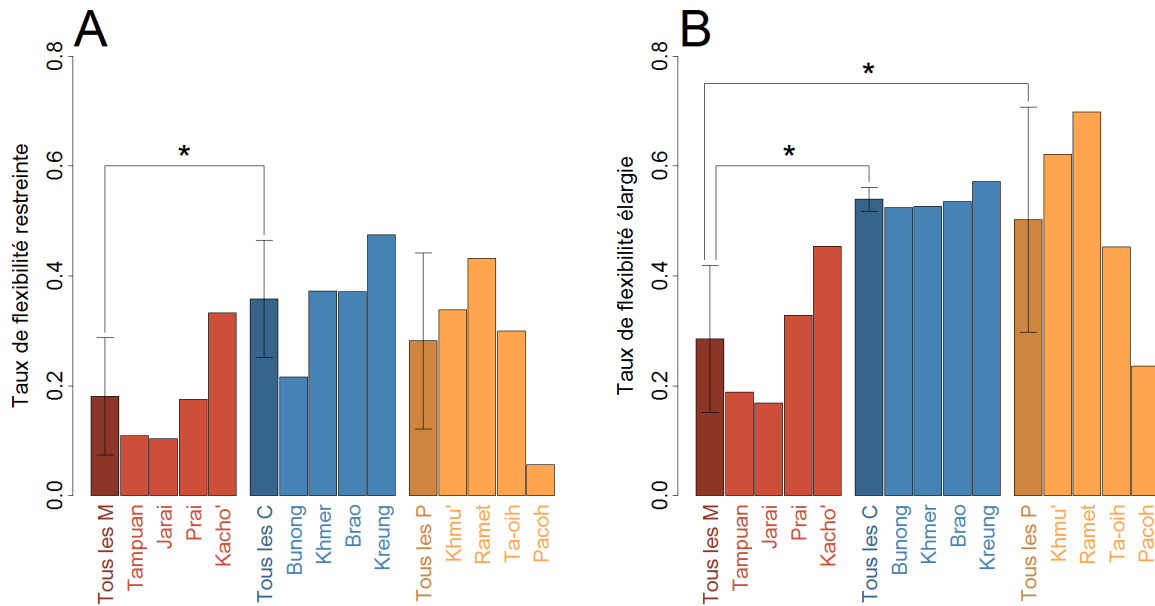 A
Taux de flexibilité restreinte
0.8
0.6
0.4
0.2
0.0
*
Tous les M
Tampuan
Jarai
Prai
Kacho'
Tous les C
Bunong
Khmer
Brao
Kreung
Tous les P
Khmu'
Ramet
Ta-oih
Pacoh
B
Taux de flexibilité élargie
0.8
0.6
0.4
0.2
0.0
*
*
Tous les M
Tampuan
Jarai
Prai
Kacho'
Tous les C
Bunong
Khmer
Brao
Kreung
Tous les P
Khmu'
Ramet
Ta-oih
Pacoh